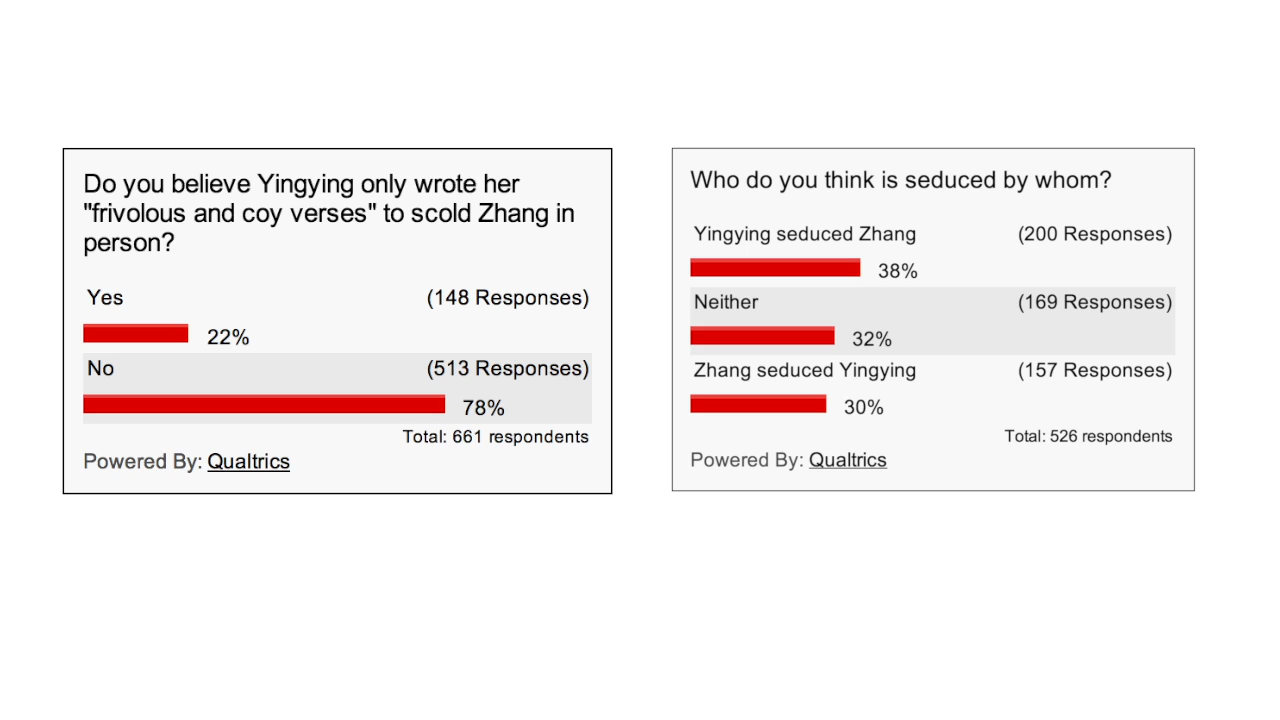 Do you believe Yingying only wrote her
"frivolous and coy verses" to scold Zhang in
person?
Yes (148 Responses)
22%
No (513 Responses)
78%
Total: 661 respondents
Powered By: Qualtrics
Who do you think is seduced by whom?
Yingying seduced Zhang (200 Responses)
38%
Neither (169 Responses)
32%
Zhang seduced Yingying (157 Responses)
30%
Total: 526 respondents
Powered By: Qualtrics